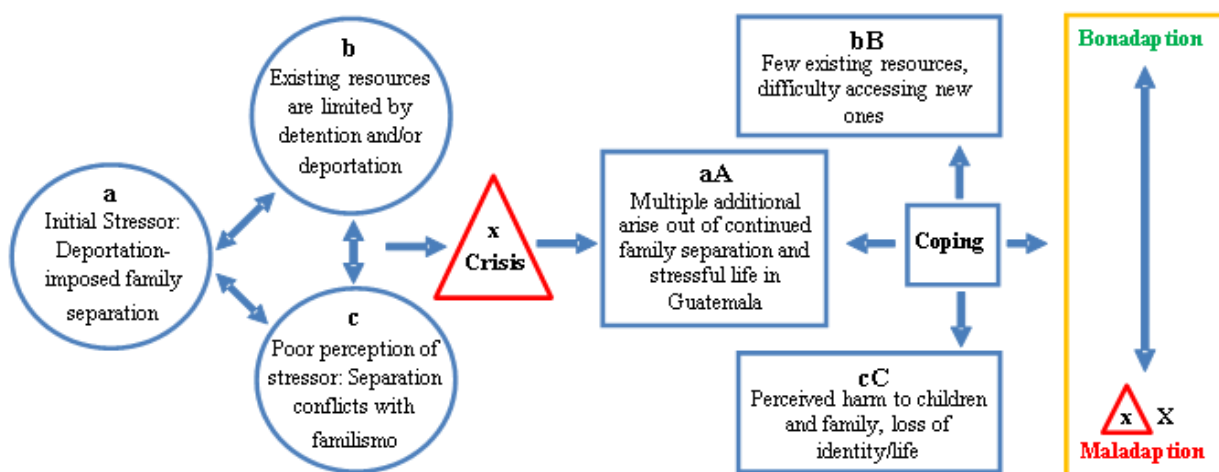 a
Initial Stressor:
Deportation-
imposed family
separation
b
Existing resources
are limited by
detention and/or
deportation
c
Poor perception of
stressor: Separation
conflicts with
familismo
x
Crisis
aA
Multiple additional
arise out of continued
family separation and
stressful life in
Guatemala
bB
Few existing resources,
difficulty accessing new
ones
Coping
cC
Perceived harm to children
and family, loss of
identity/life
Bonadaption
x X
Maladaption